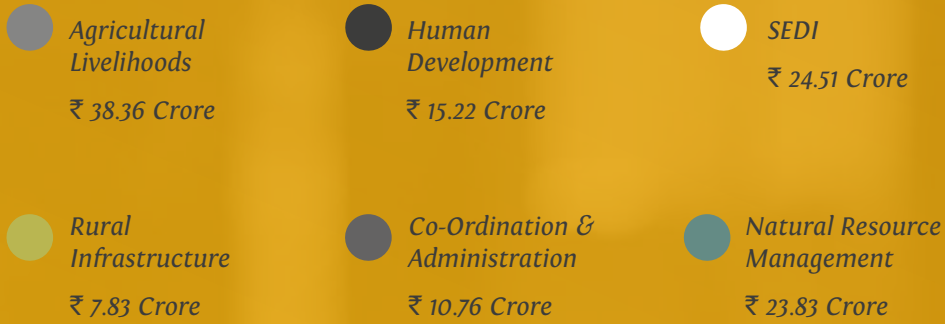 Agricultural
Livelihoods
₹ 38.36 Crore
Human
Development
₹ 15.22 Crore
SEDI
₹ 24.51 Crore
Rural
Infrastructure
₹ 7.83 Crore
Co-Ordination &
Administration
₹ 10.76 Crore
Natural Resource
Management
₹ 23.83 Crore